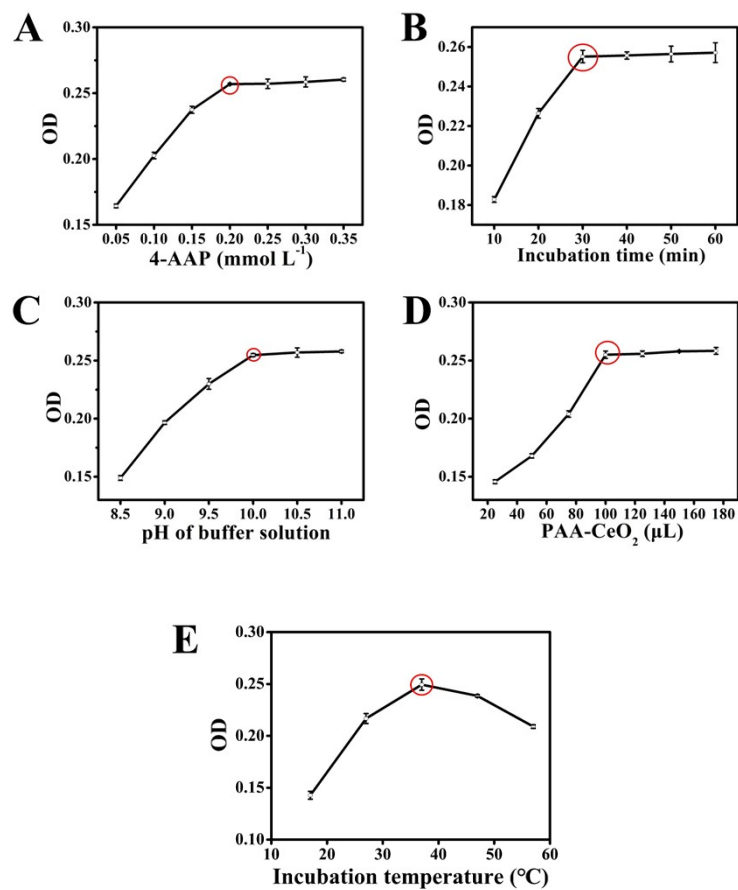 A
0.30
0.25
0.20
0.15
OD
0.05 0.10 0.15 0.20 0.25 0.30 0.35
4-AAP (mmol L⁻¹)
B
0.26
0.24
0.22
0.20
0.18
OD
10 20 30 40 50 60
Incubation time (min)
C
0.30
0.25
0.20
0.15
OD
8.5 9.0 9.5 10.0 10.5 11.0
pH of buffer solution
D
0.30
0.25
0.20
0.15
OD
20 40 60 80 100 120 140 160 180
PAA-CeO₂ (μL)
E
0.30
0.25
0.20
0.15
0.10
OD
10 20 30 40 50 60
Incubation temperature (°C)